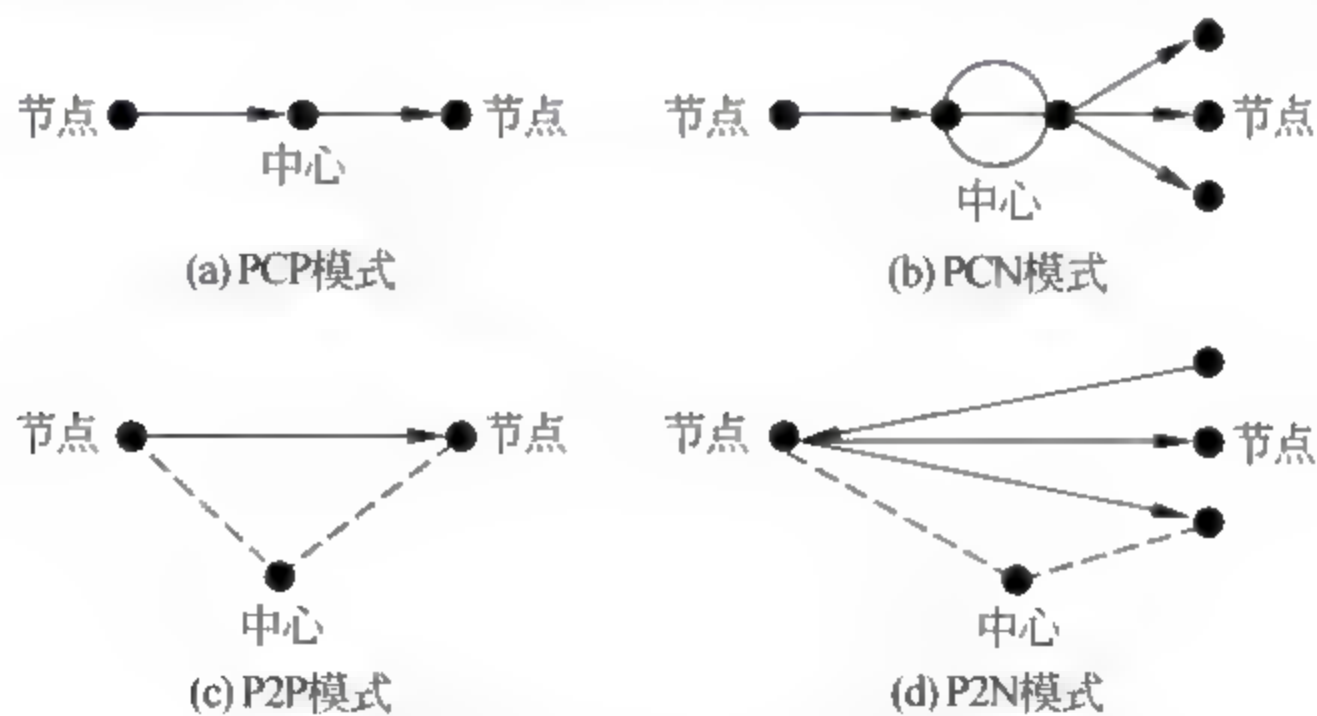 节点 节点
中心
(a) PCP模式
节点 节点
中心
(b) PCN模式
节点 节点
中心
(c) P2P模式
节点 节点
中心
(d) P2N模式